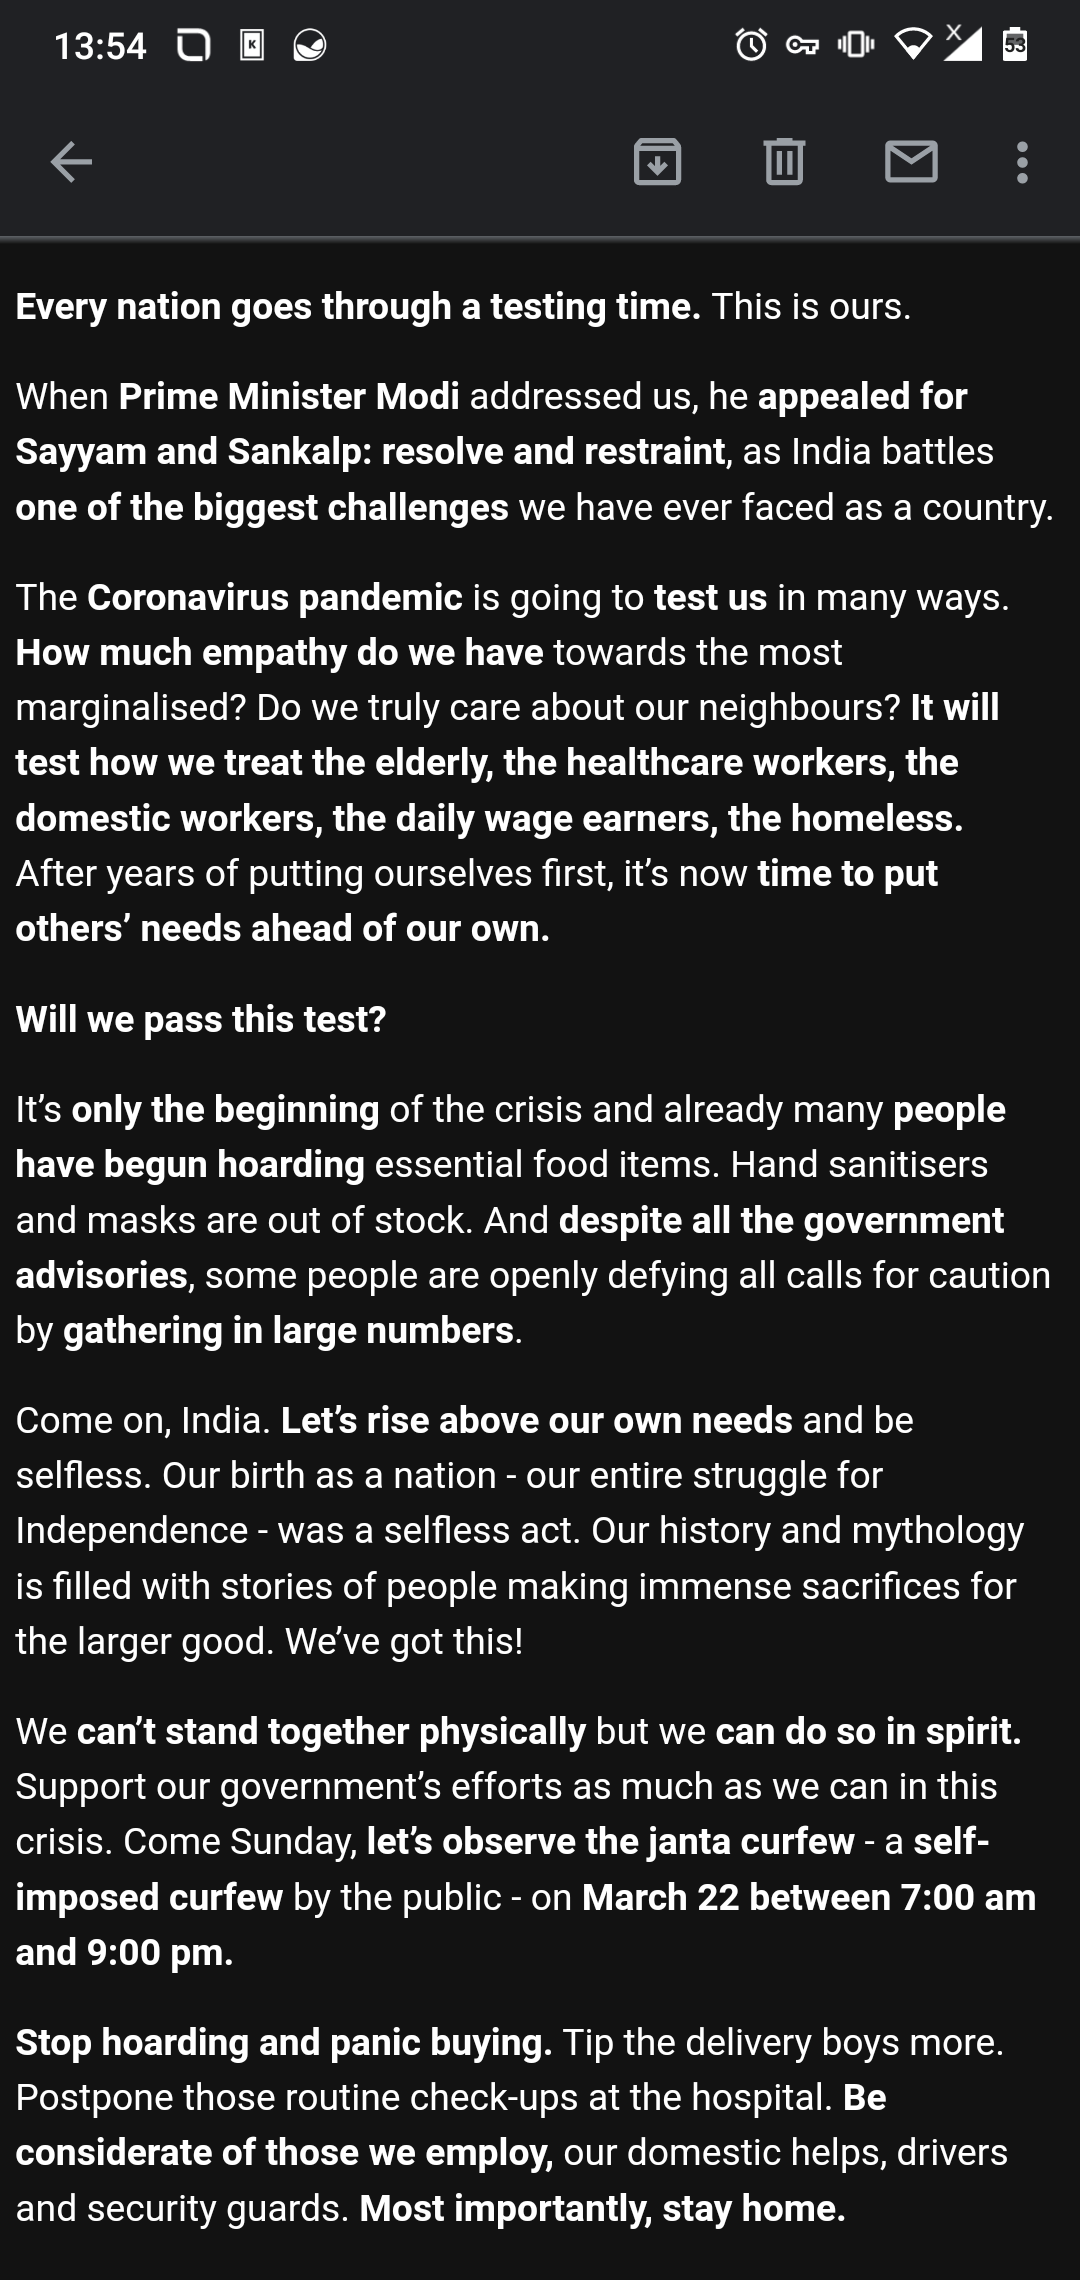 13:54
K
X
53
Every nation goes through a testing time. This is ours.
When Prime Minister Modi addressed us, he appealed for
Sayyam and Sankalp: resolve and restraint, as India battles
one of the biggest challenges we have ever faced as a country.
The Coronavirus pandemic is going to test us in many ways.
How much empathy do we have towards the most
marginalised? Do we truly care about our neighbours? It will
test how we treat the elderly, the healthcare workers, the
domestic workers, the daily wage earners, the homeless.
After years of putting ourselves first, it’s now time to put
others’ needs ahead of our own.
Will we pass this test?
It’s only the beginning of the crisis and already many people
have begun hoarding essential food items. Hand sanitisers
and masks are out of stock. And despite all the government
advisories, some people are openly defying all calls for caution
by gathering in large numbers.
Come on, India. Let’s rise above our own needs and be
selfless. Our birth as a nation - our entire struggle for
Independence - was a selfless act. Our history and mythology
is filled with stories of people making immense sacrifices for
the larger good. We’ve got this!
We can’t stand together physically but we can do so in spirit.
Support our government’s efforts as much as we can in this
crisis. Come Sunday, let’s observe the janta curfew - a self-
imposed curfew by the public - on March 22 between 7:00 am
and 9:00 pm.
Stop hoarding and panic buying. Tip the delivery boys more.
Postpone those routine check-ups at the hospital. Be
considerate of those we employ, our domestic helps, drivers
and security guards. Most importantly, stay home.